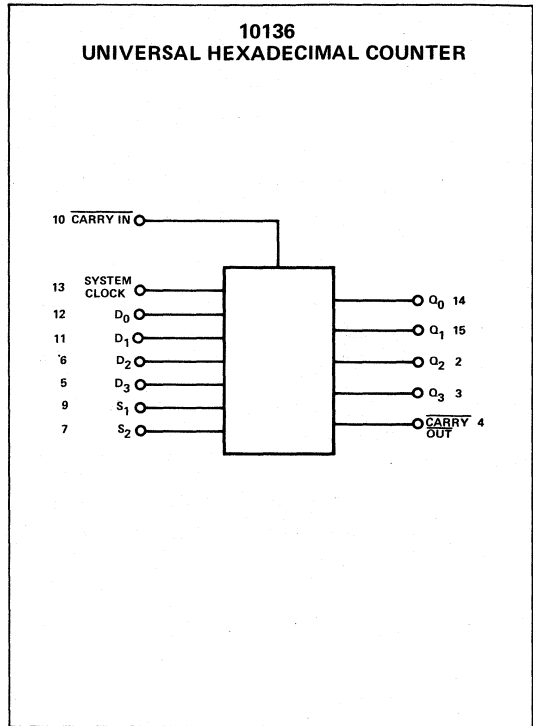 10136
UNIVERSAL HEXADECIMAL COUNTER
10 CARRY IN
13 SYSTEM CLOCK
12 D0
11 D1
6 D2
5 D3
9 S1
7 S2
Q0 14
Q1 15
Q2 2
Q3 3
CARRY 4
OUT